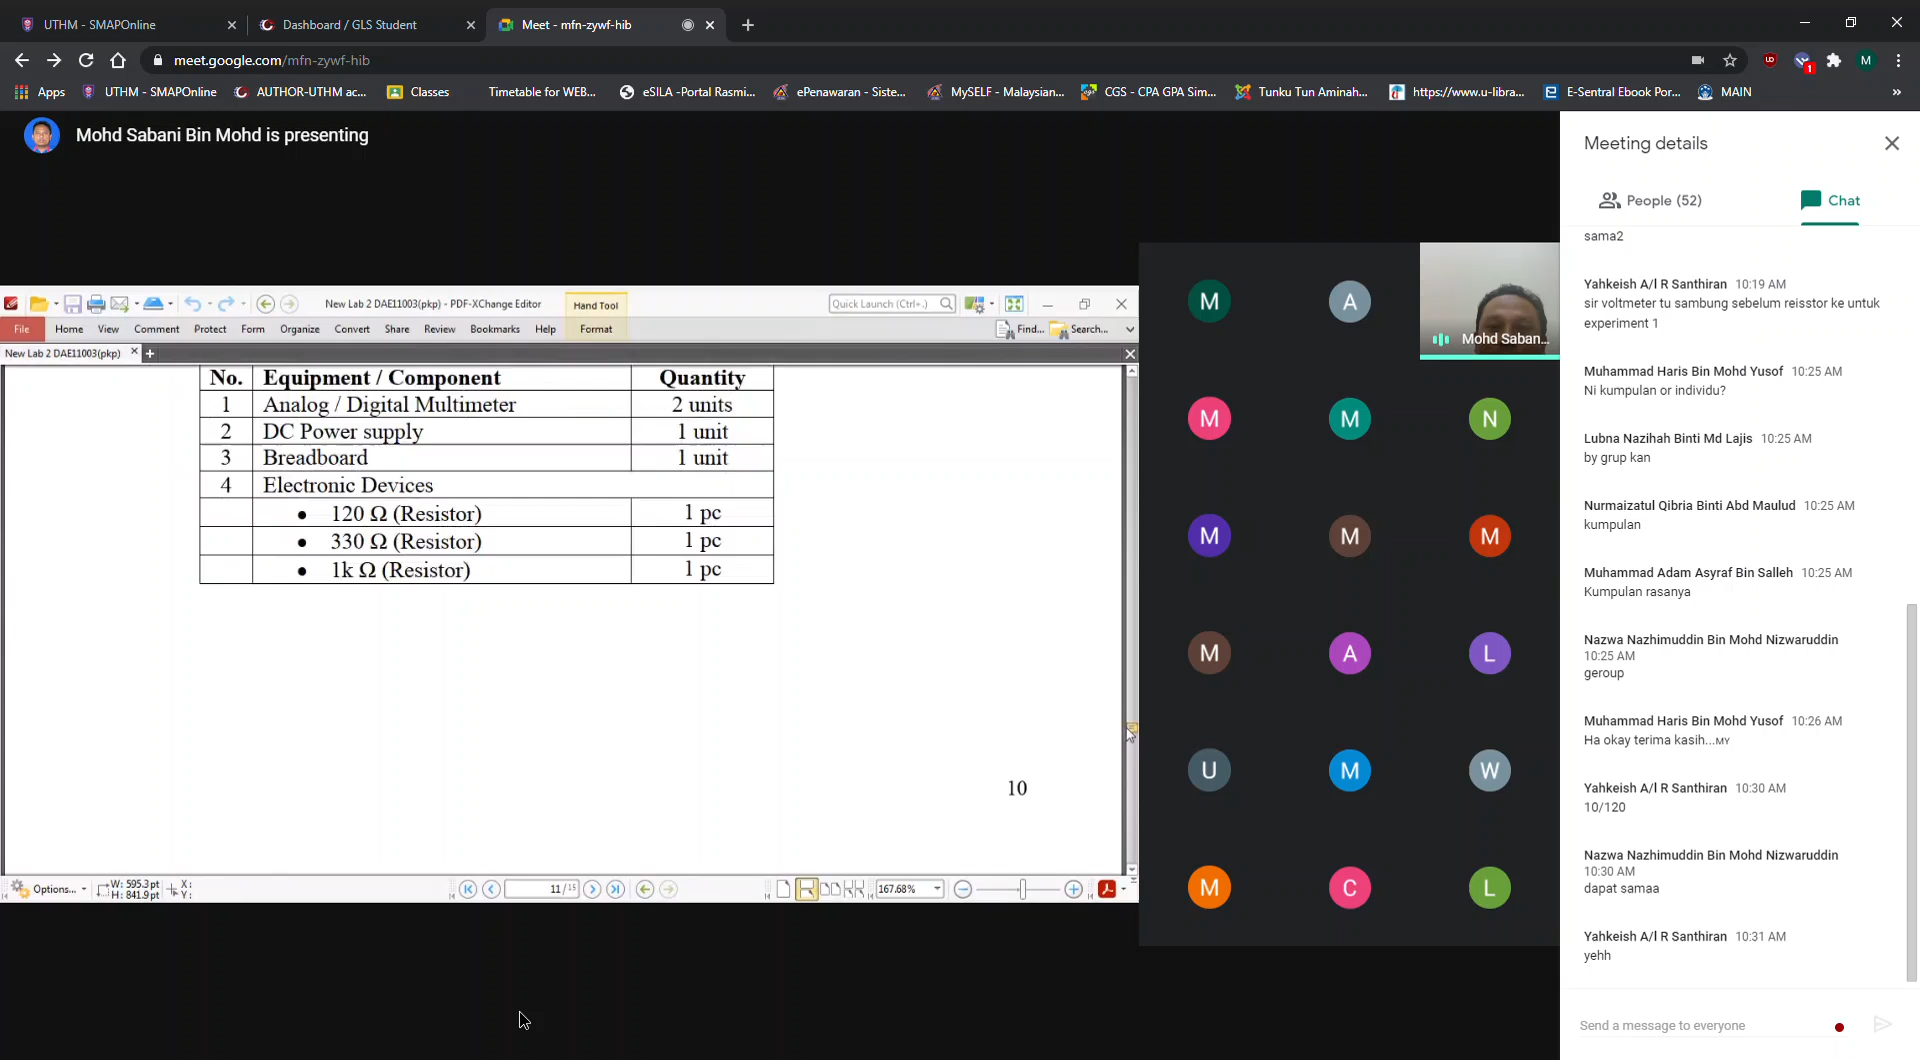 UTHM - SMAPOnline
Dashboard / GLS Student
Meet - mfn-zywf-hib
meet.google.com/mfn-zywf-hib
1
M
Apps
UTHM - SMAPOnline
AUTHOR-UTHM ac...
Classes
Timetable for WEB...
eSILA -Portal Rasmi...
ePenawaran - Siste...
MySELF - Malaysian...
CGS - CPA GPA Sim...
Tunku Tun Aminah...
https://www.u-libra...
E-Sentral Ebook Por...
MAIN
»
Mohd Sabani Bin Mohd is presenting
New Lab 2 DAE11003(pkp) - PDF-XChange Editor
Hand Tool
Quick Launch (Ctrl+.)
File Home View Comment Protect Form Organize Convert Share Review Bookmarks Help Format
Find...
Search...
New Lab 2 DAE11003(pkp)
No. Equipment / Component Quantity
1 Analog / Digital Multimeter 2 units
2 DC Power supply 1 unit
3 Breadboard 1 unit
4 Electronic Devices
• 120 Ω (Resistor) 1 pc
• 330 Ω (Resistor) 1 pc
• 1k Ω (Resistor) 1 pc
10
Options...
W: 595.3pt
H: 841.9pt
X:
Y:
11 / 15
167.68%
M A
Mohd Saban...
M M N
M M M
M A L
U M W
M C L
Meeting details
People (52)
Chat
sama2
Yahkeish A/l R Santhiran 10:19 AM
sir voltmeter tu sambung sebelum reisstor ke untuk
experiment 1
Muhammad Haris Bin Mohd Yusof 10:25 AM
Ni kumpulan or individu?
Lubna Nazihah Binti Md Lajis 10:25 AM
by grup kan
Nurmaizatul Qibria Binti Abd Maulud 10:25 AM
kumpulan
Muhammad Adam Asyraf Bin Salleh 10:25 AM
Kumpulan rasanya
Nazwa Nazhimuddin Bin Mohd Nizwaruddin
10:25 AM
geroup
Muhammad Haris Bin Mohd Yusof 10:26 AM
Ha okay terima kasih...MY
Yahkeish A/l R Santhiran 10:30 AM
10/120
Nazwa Nazhimuddin Bin Mohd Nizwaruddin
10:30 AM
dapat samaa
Yahkeish A/l R Santhiran 10:31 AM
yehh
Send a message to everyone